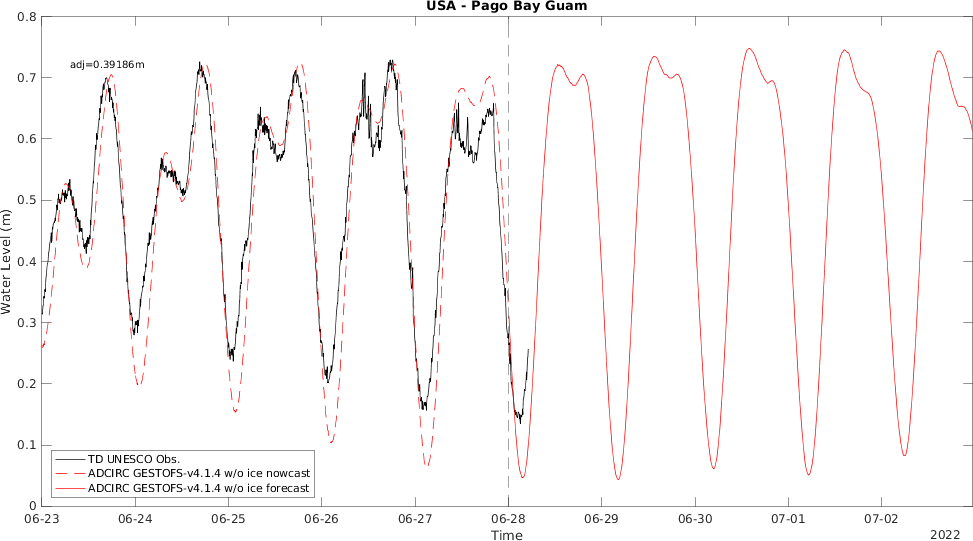 USA - Pago Bay Guam
adj=0.39186m
Water Level (m)
0.8
0.7
0.6
0.5
0.4
0.3
0.2
0.1
0
TD UNESCO Obs.
ADCIRC GESTOFS-v4.1.4 w/o ice nowcast
ADCIRC GESTOFS-v4.1.4 w/o ice forecast
06-23 06-24 06-25 06-26 06-27 06-28 06-29 06-30 07-01 07-02
Time
2022